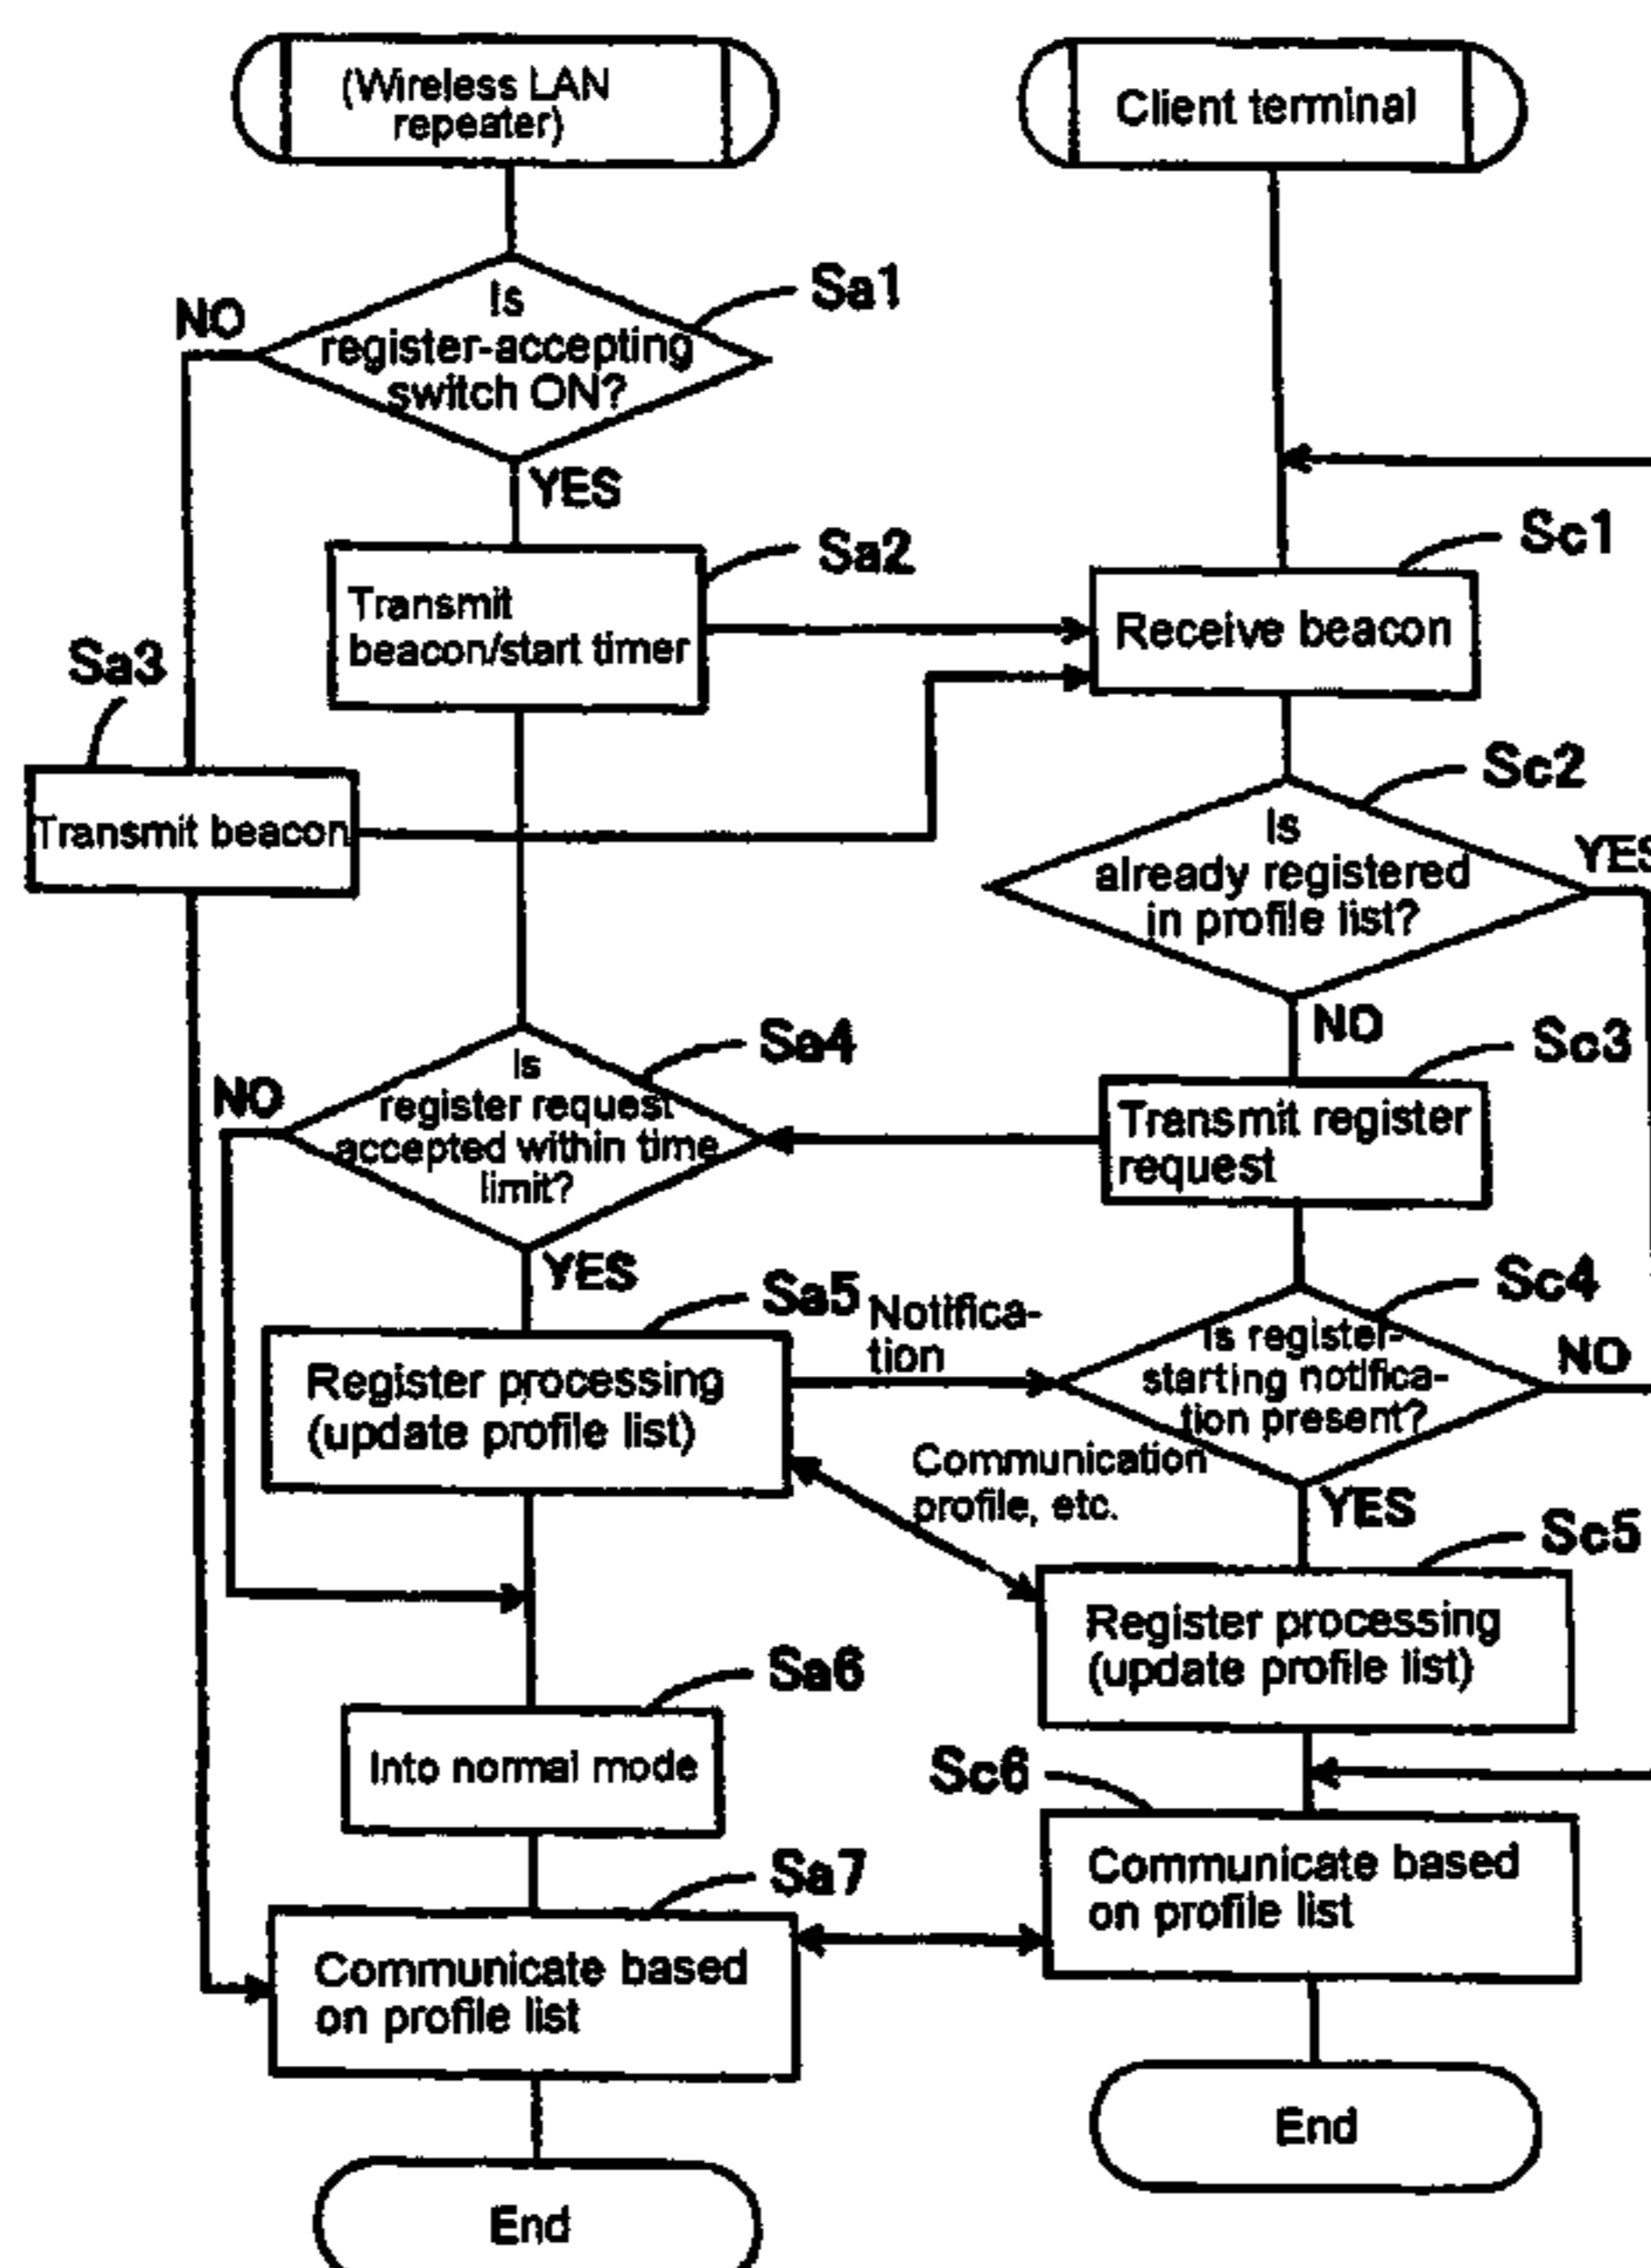 (Wireless LAN
repeater)
Client terminal
Is
register-accepting
switch ON?
Sa1
NO
YES
Transmit
beacon/start timer
Sa2
Receive beacon
Sc1
Transmit beacon
Sa3
Is
already registered
in profile list?
Sc2
YES
NO
Is
register request
accepted within time
limit?
Sa4
NO
YES
Transmit register
request
Sc3
Register processing
(update profile list)
Sa5
Notifica-
tion
Is register-
starting notifica-
tion present?
Sc4
NO
YES
Communication
profile, etc.
Register processing
(update profile list)
Sc5
Into normal mode
Sa6
Communicate based
on profile list
Sc6
Communicate based
on profile list
Sa7
End
End